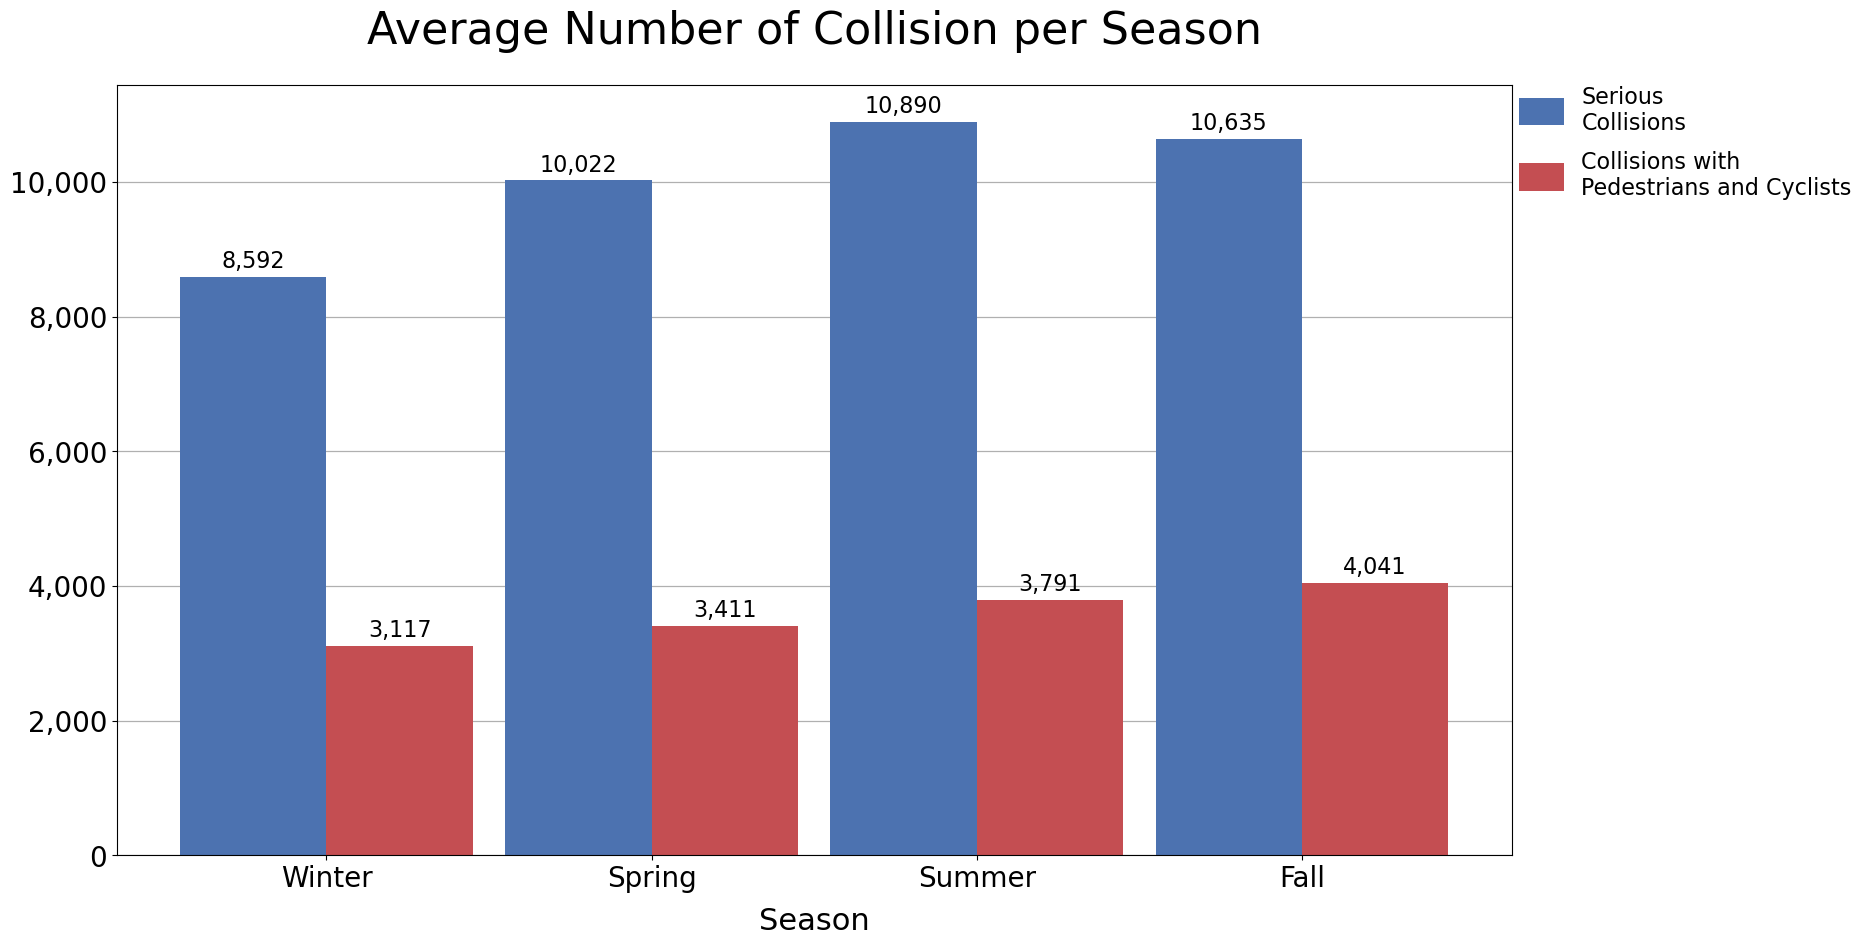 Average Number of Collision per Season
Serious
Collisions
Collisions with
Pedestrians and Cyclists
10,000
8,000
6,000
4,000
2,000
0
8,592
3,117
10,022
3,411
10,890
3,791
10,635
4,041
Winter
Spring
Summer
Fall
Season